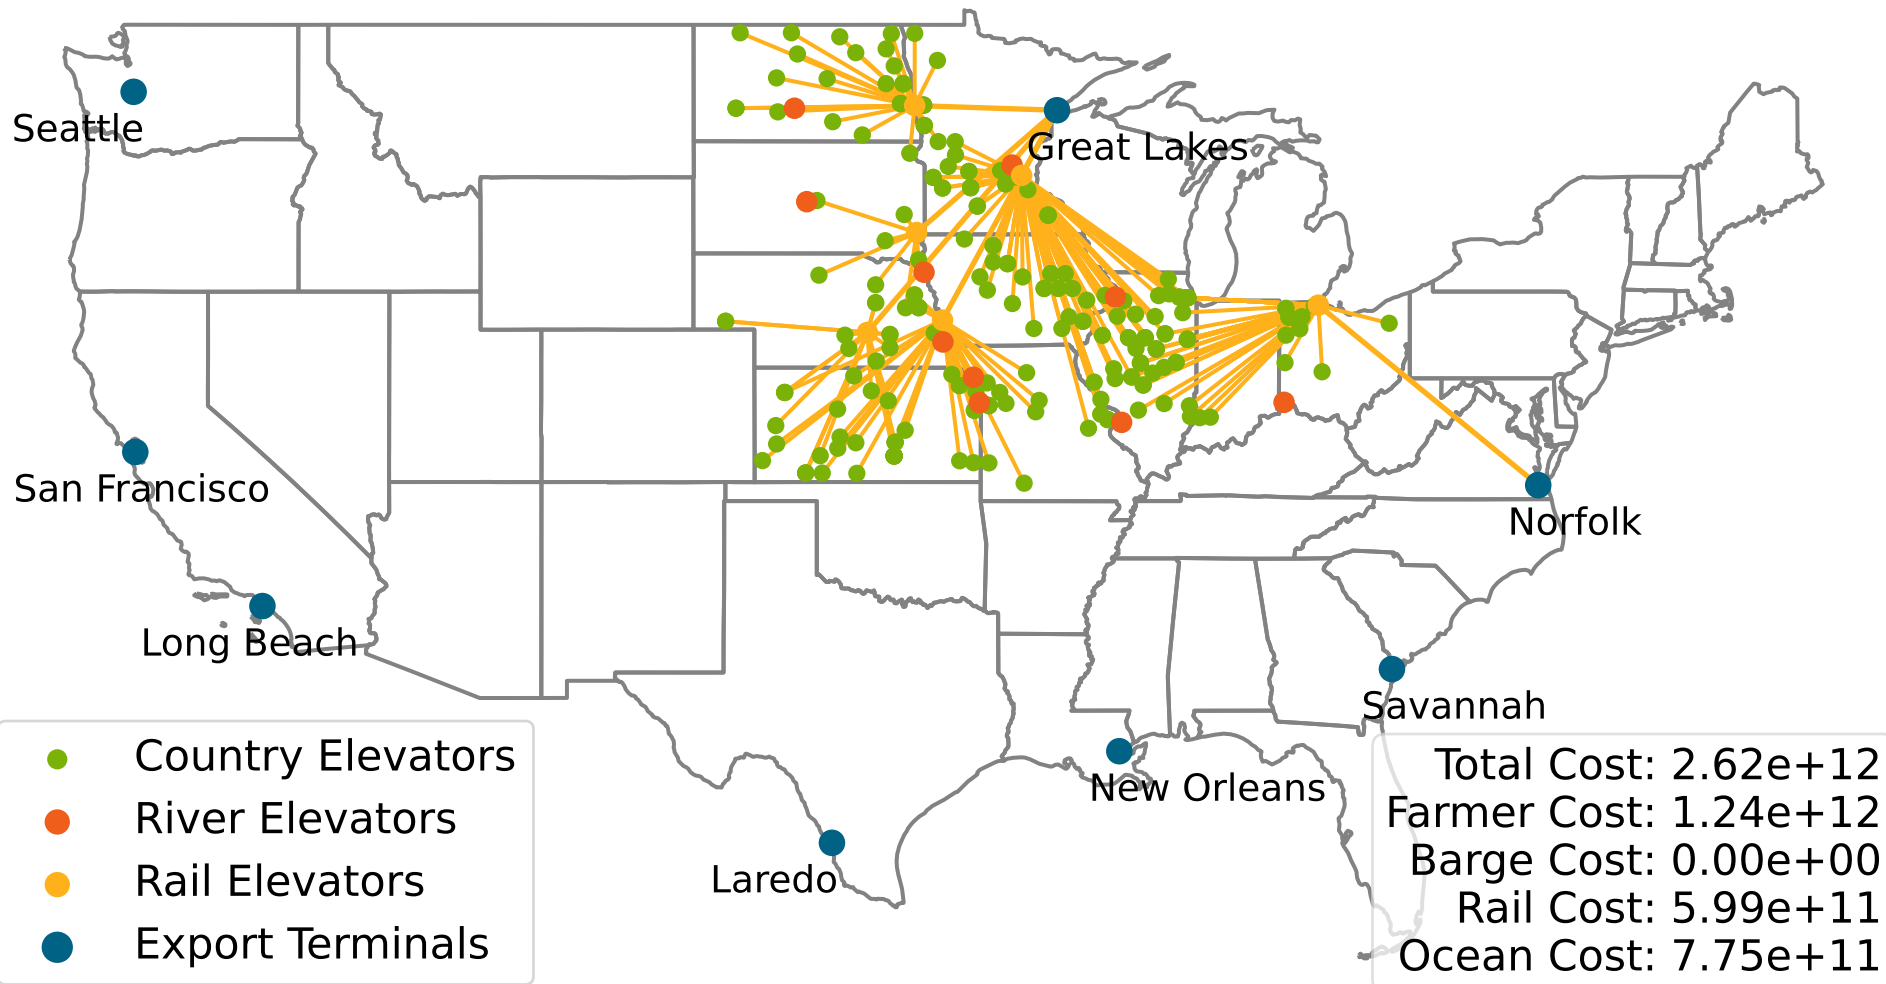 Seattle
Great Lakes
San Francisco
Norfolk
Long Beach
Savannah
New Orleans
Laredo
Country Elevators
River Elevators
Rail Elevators
Export Terminals
Total Cost: 2.62e+12
Farmer Cost: 1.24e+12
Barge Cost: 0.00e+00
Rail Cost: 5.99e+11
Ocean Cost: 7.75e+11